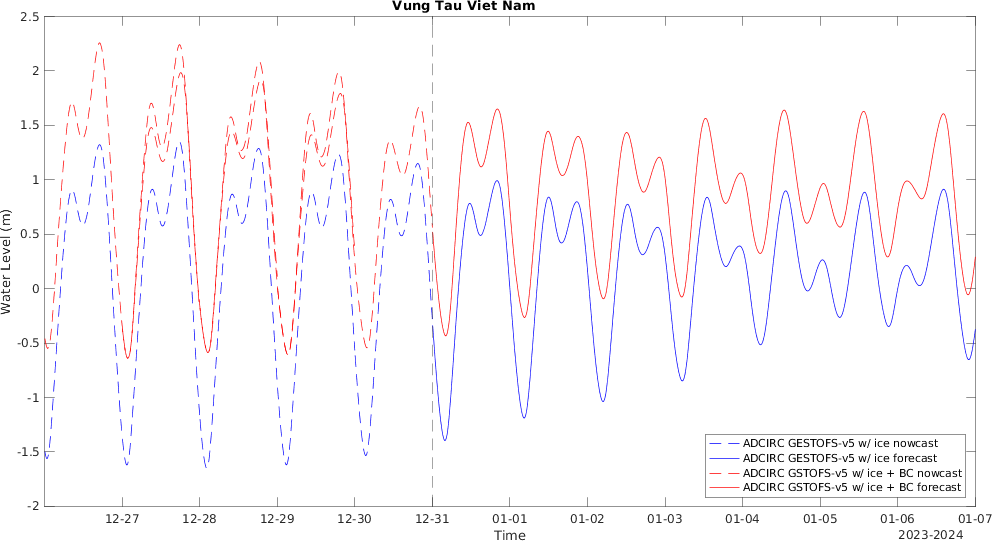 Vung Tau Viet Nam
2.5
2
1.5
1
0.5
0
-0.5
-1
-1.5
-2
Water Level (m)
ADCIRC GESTOFS-v5 w/ ice nowcast
ADCIRC GESTOFS-v5 w/ ice forecast
ADCIRC GSTOFS-v5 w/ ice + BC nowcast
ADCIRC GSTOFS-v5 w/ ice + BC forecast
12-27 12-28 12-29 12-30 12-31 01-01 01-02 01-03 01-04 01-05 01-06 01-07
Time
2023-2024